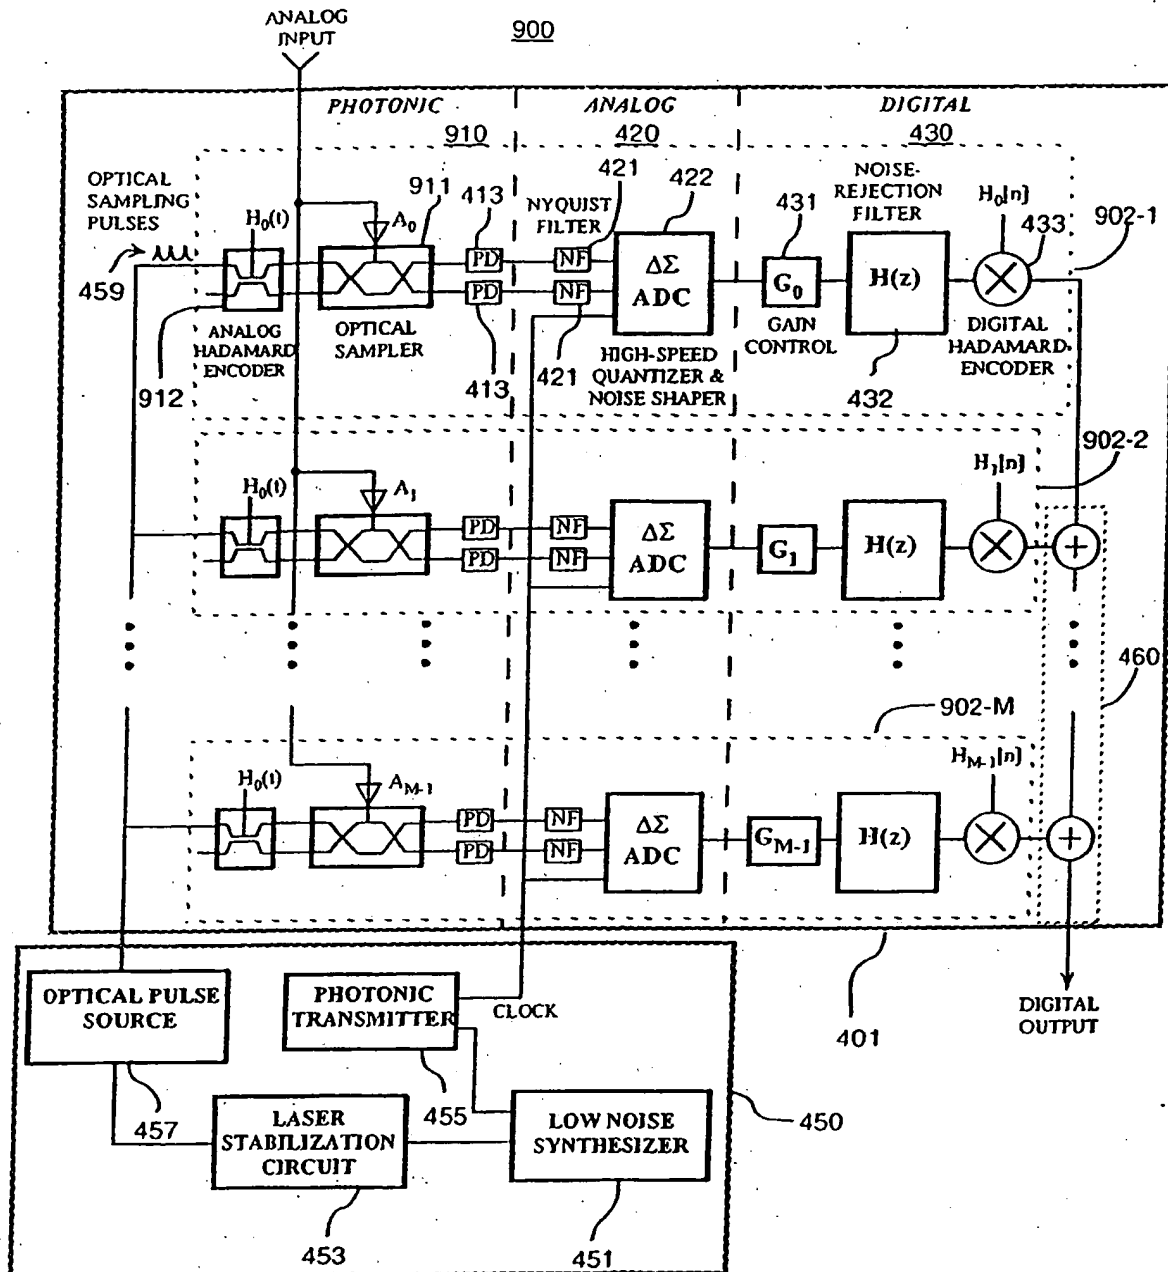 ANALOG
INPUT
900
PHOTONIC
ANALOG
DIGITAL
910
420
430
OPTICAL
SAMPLING
PULSES
459
H0(t)
912
ANALOG
HADAMARD
ENCODER
A0
911
OPTICAL
SAMPLER
413
PD
PD
413
NYQUIST
FILTER
421
NF
NF
421
422
ΔΣ
ADC
HIGH-SPEED
QUANTIZER &
NOISE SHAPER
431
G0
GAIN
CONTROL
NOISE-
REJECTION
FILTER
H(z)
432
H0[n]
433
DIGITAL
HADAMARD
ENCODER
902-1
902-2
H0(t)
A1
PD
PD
NF
NF
ΔΣ
ADC
G1
H(z)
H1[n]
+
460
902-M
H0(t)
AM-1
PD
PD
NF
NF
ΔΣ
ADC
GM-1
H(z)
HM-1[n]
+
401
DIGITAL
OUTPUT
OPTICAL PULSE
SOURCE
457
PHOTONIC
TRANSMITTER
455
CLOCK
LASER
STABILIZATION
CIRCUIT
453
LOW NOISE
SYNTHESIZER
451
450